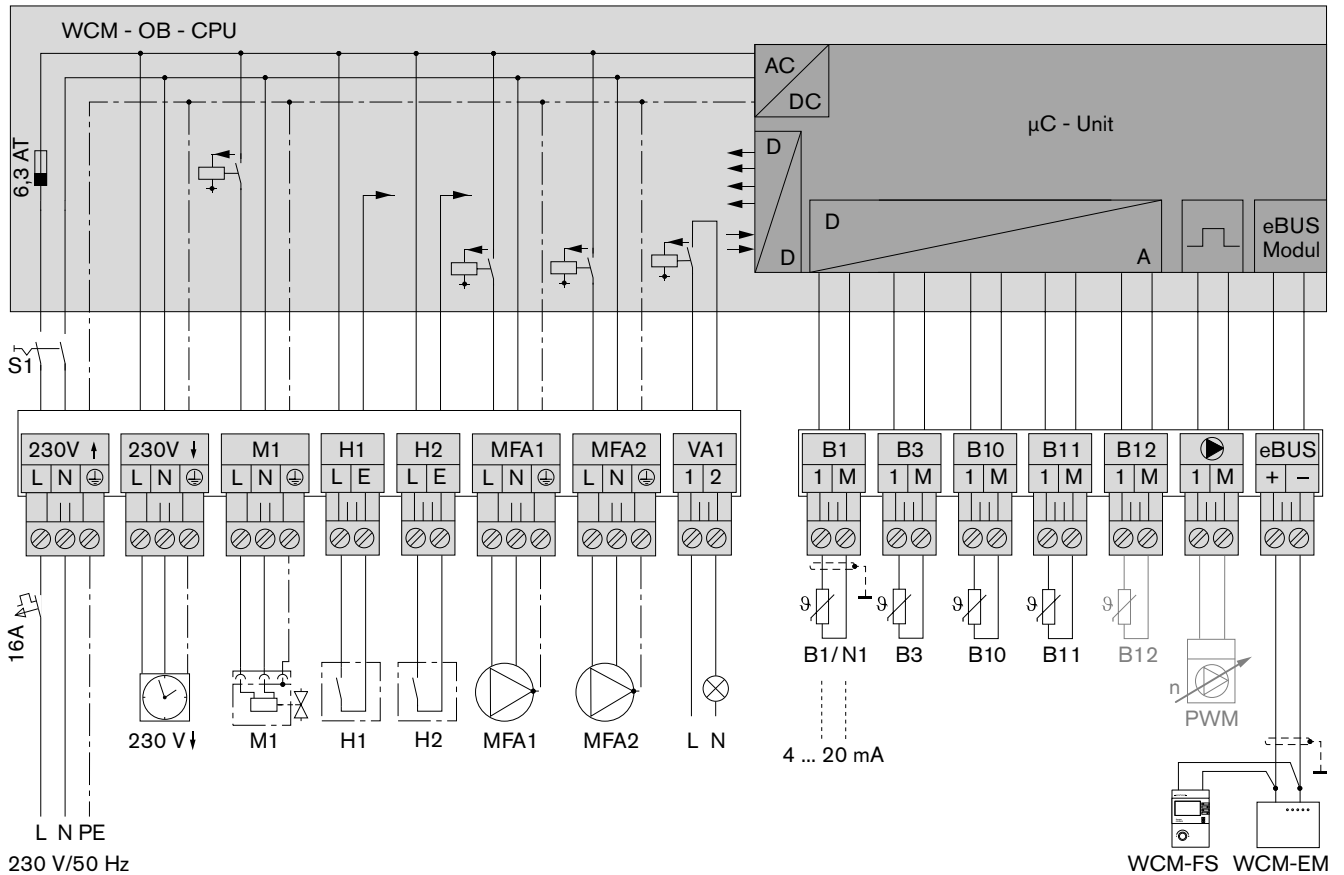 WCM - OB - CPU
AC
DC
µC - Unit
6,3 AT
D
D
D
A
eBUS
Modul
S1
230V
230V
M1
H1
H2
MFA1
MFA2
VA1
B1
B3
B10
B11
B12
eBUS
L N
L N
L N
L E
L E
L N
L N
1 2
1 M
1 M
1 M
1 M
1 M
1 M
+ –
16A
ϑ
ϑ
ϑ
ϑ
ϑ
B1/N1
B3
B10
B11
B12
n
PWM
230 V
M1
H1
H2
MFA1
MFA2
L N
4 ... 20 mA
L N PE
230 V/50 Hz
WCM-FS
WCM-EM